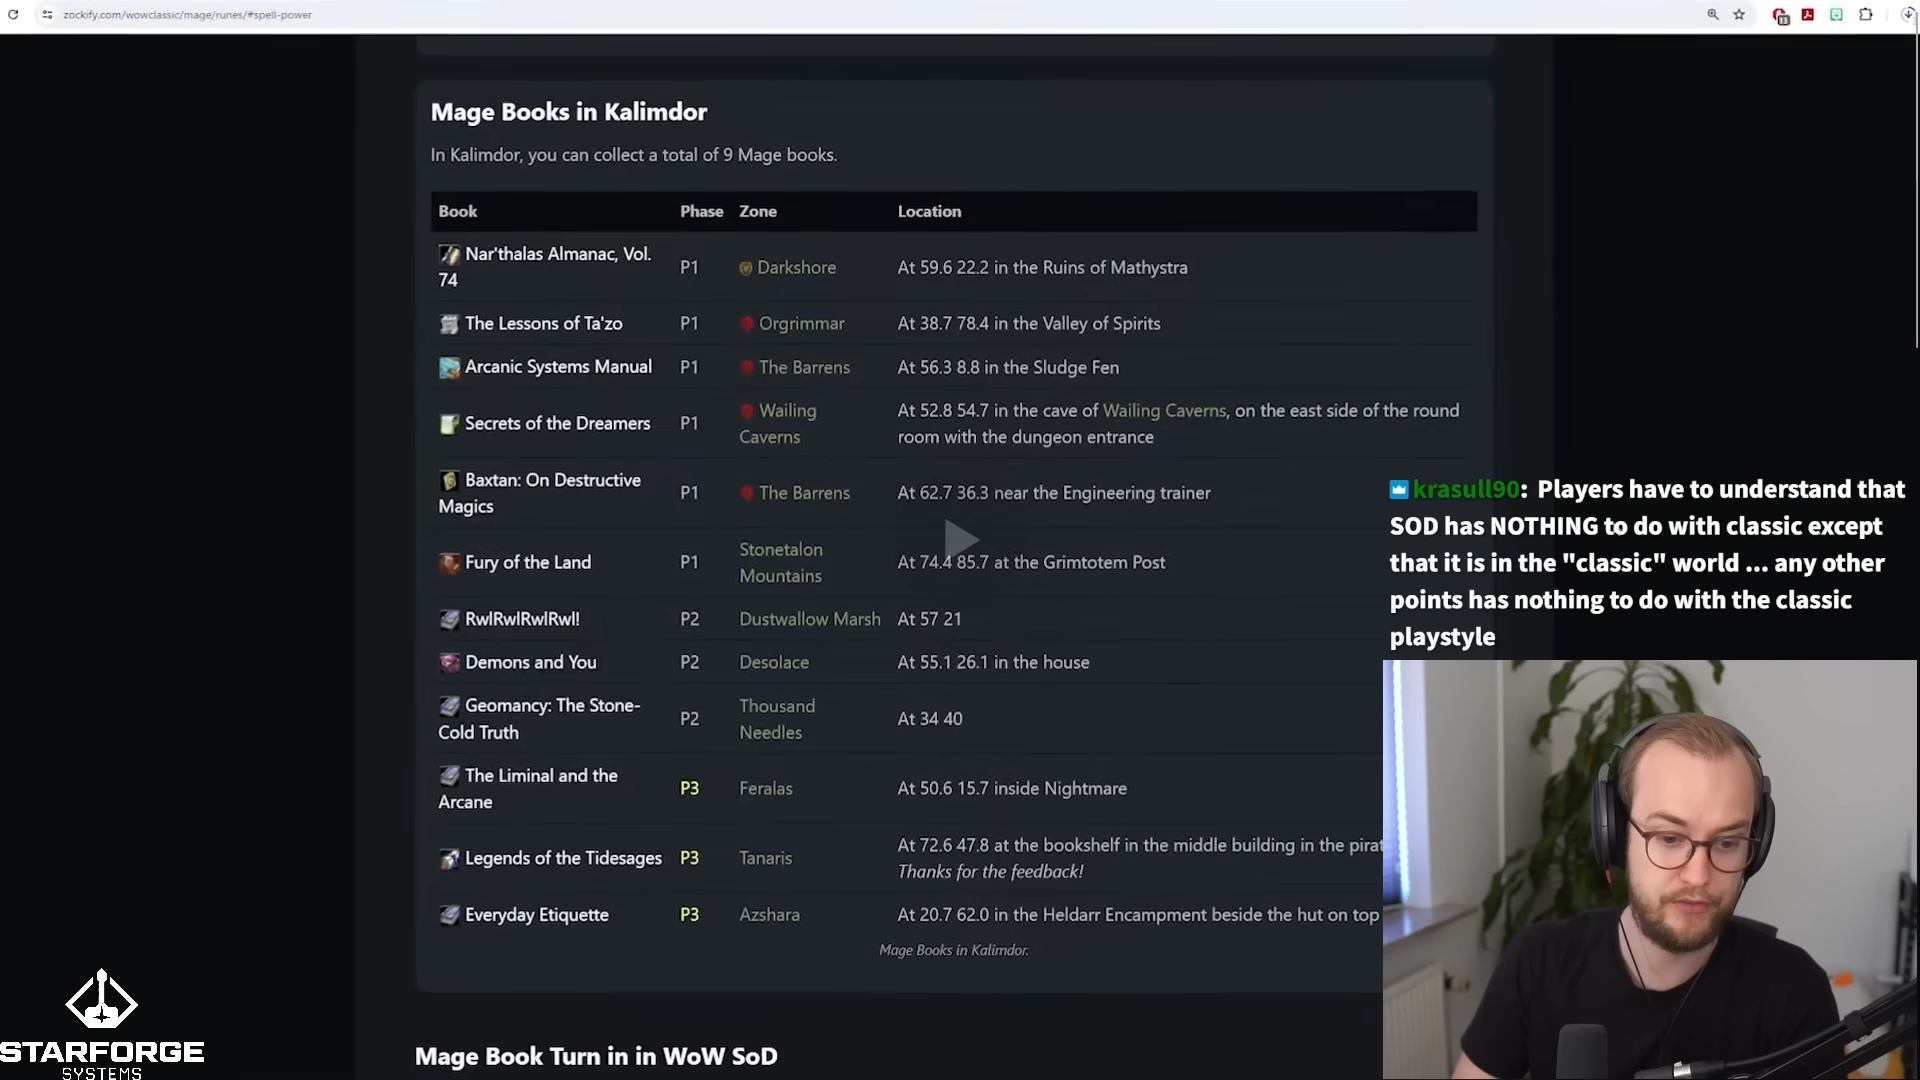 zockify.com/wowclassic/mage/runes/#spell-power
Mage Books in Kalimdor
In Kalimdor, you can collect a total of 9 Mage books.
Book Phase Zone Location
Nar'thalas Almanac, Vol.
74 P1 Darkshore At 59.6 22.2 in the Ruins of Mathystra
The Lessons of Ta'zo P1 Orgrimmar At 38.7 78.4 in the Valley of Spirits
Arcanic Systems Manual P1 The Barrens At 56.3 8.8 in the Sludge Fen
Secrets of the Dreamers P1 Wailing
Caverns At 52.8 54.7 in the cave of Wailing Caverns, on the east side of the round
room with the dungeon entrance
Baxtan: On Destructive
Magics P1 The Barrens At 62.7 36.3 near the Engineering trainer
Fury of the Land P1 Stonetalon
Mountains At 74.4 85.7 at the Grimtotem Post
RwlRwlRwlRwl! P2 Dustwallow Marsh At 57 21
Demons and You P2 Desolace At 55.1 26.1 in the house
Geomancy: The Stone-
Cold Truth P2 Thousand
Needles At 34 40
The Liminal and the
Arcane P3 Feralas At 50.6 15.7 inside Nightmare
Legends of the Tidesages P3 Tanaris At 72.6 47.8 at the bookshelf in the middle building in the pirat
Thanks for the feedback!
Everyday Etiquette P3 Azshara At 20.7 62.0 in the Heldarr Encampment beside the hut on top
Mage Books in Kalimdor.
Mage Book Turn in in WoW SoD
krasull90: Players have to understand that
SOD has NOTHING to do with classic except
that it is in the "classic" world ... any other
points has nothing to do with the classic
playstyle
STARFORGE
SYSTEMS